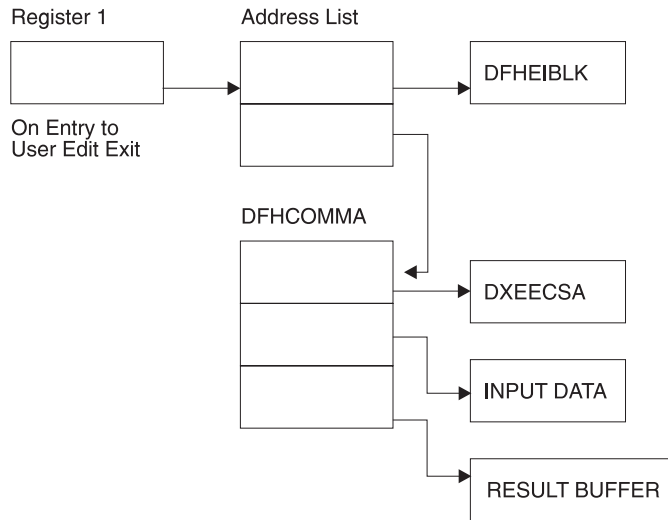 Register 1
Address List
DFHEIBLK
On Entry to
User Edit Exit
DFHCOMMA
DXEECSA
INPUT DATA
RESULT BUFFER